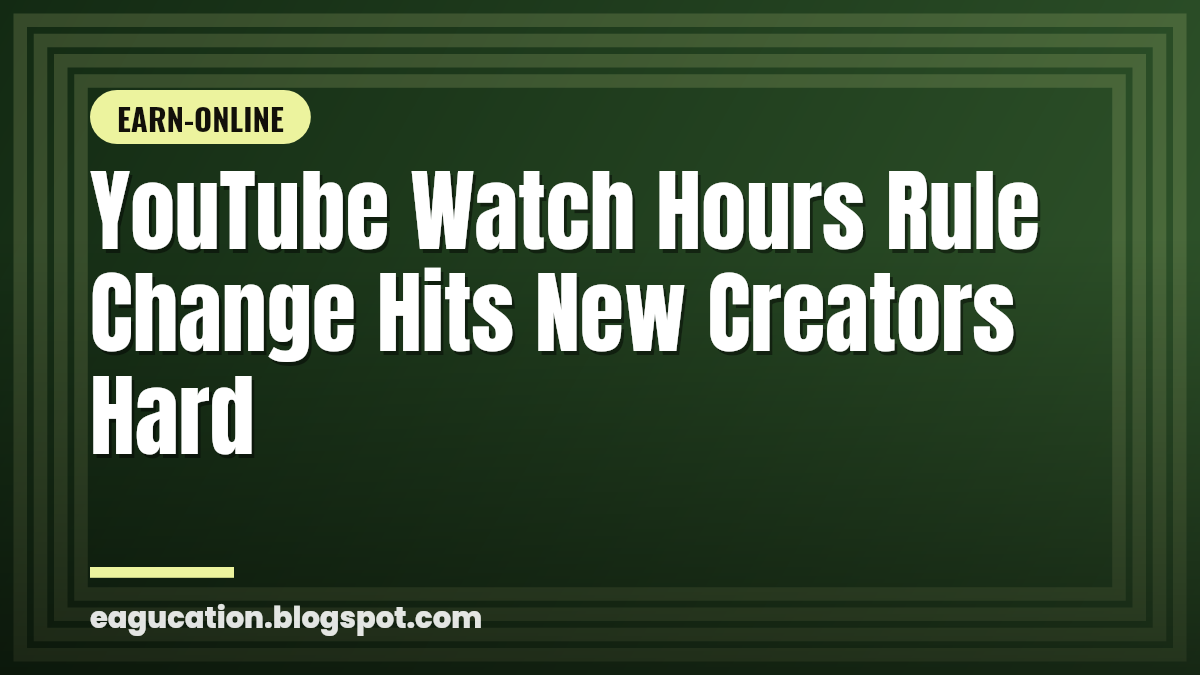 EARN-ONLINE
YouTube Watch Hours Rule
Change Hits New Creators
Hard
eagucation.blogspot.com